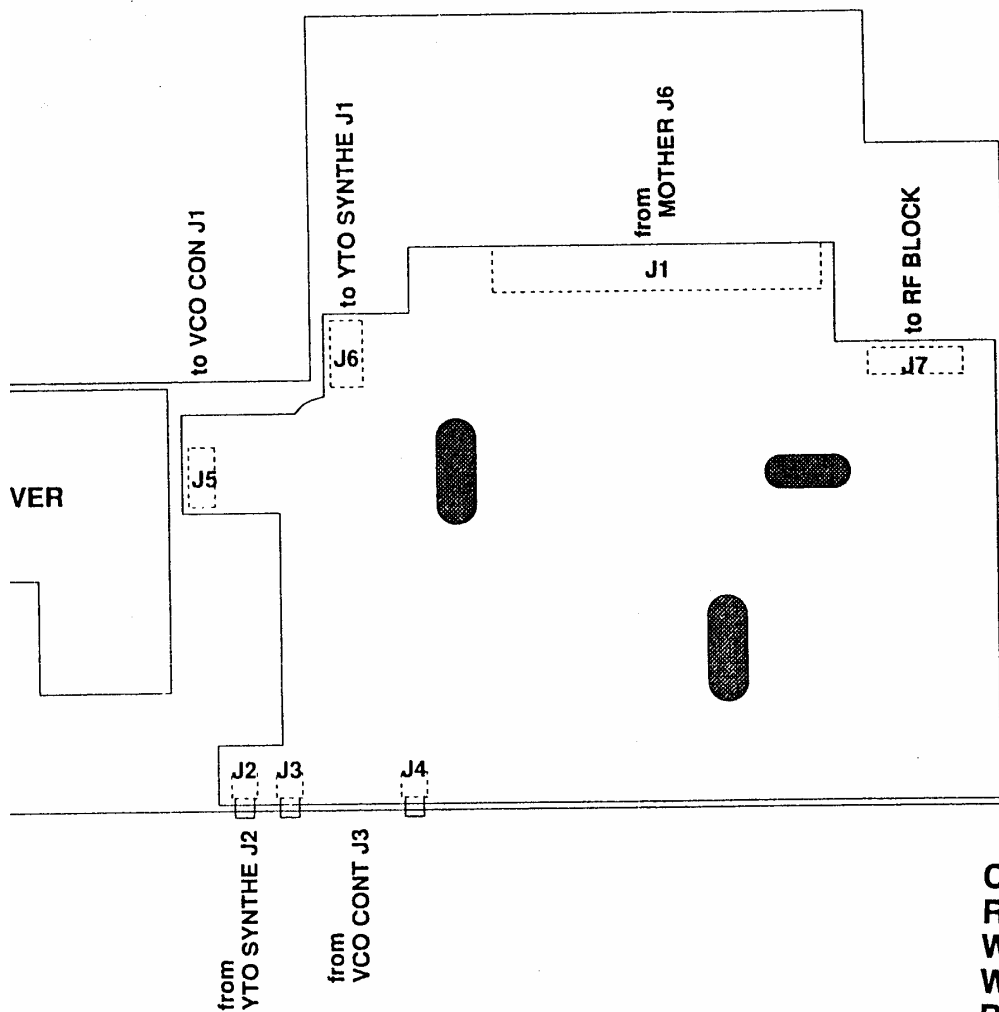 to VCO CON J1
to YTO SYNTHE J1
from
MOTHER J6
to RF BLOCK
J1
J6
J7
J5
VER
J2
J3
J4
from
YTO SYNTHE J2
from
VCO CONT J3
C
R
W
W